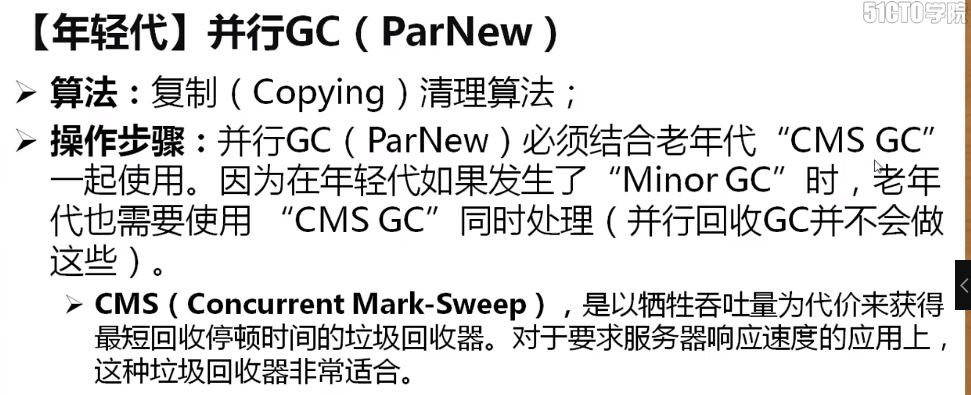 51CTO学院
【年轻代】并行GC（ParNew）
➢ 算法：复制（Copying）清理算法；
➢ 操作步骤：并行GC（ParNew）必须结合老年代“CMS GC”
一起使用。因为在年轻代如果发生了“Minor GC”时，老年
代也需要使用 “CMS GC”同时处理（并行回收GC并不会做
这些）。
➢ CMS（Concurrent Mark-Sweep），是以牺牲吞吐量为代价来获得
最短回收停顿时间的垃圾回收器。对于要求服务器响应速度的应用上，
这种垃圾回收器非常适合。